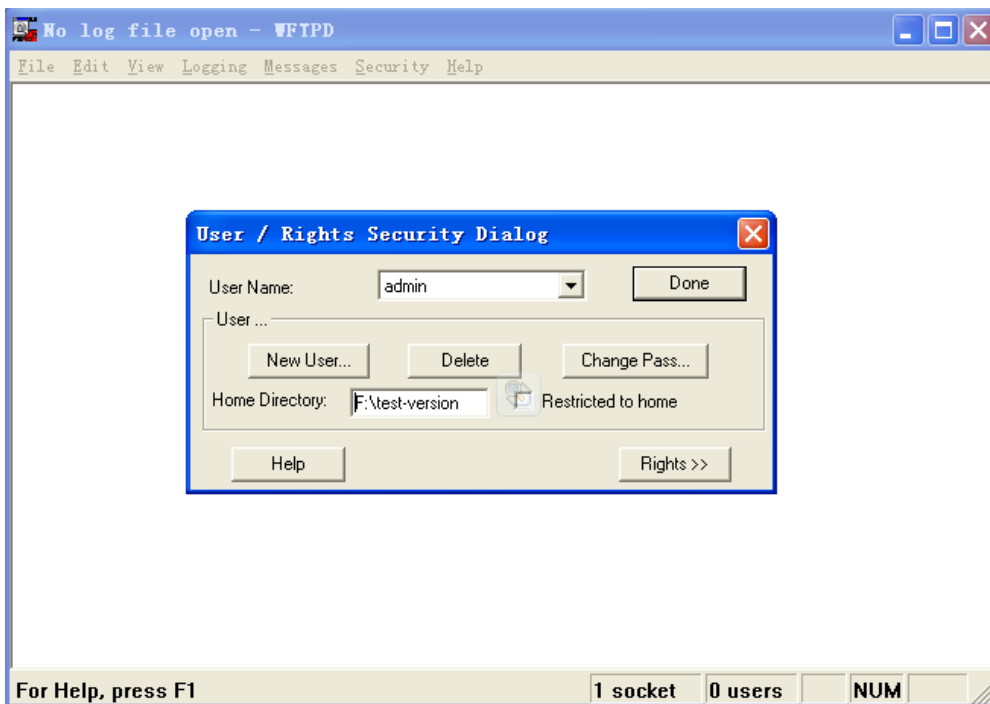 No log file open - WFTPD
File Edit View Logging Messages Security Help
User / Rights Security Dialog
User Name: admin Done
User ...
New User... Delete Change Pass...
Home Directory: F:\test-version Restricted to home
Help Rights >>
For Help, press F1 1 socket 0 users NUM